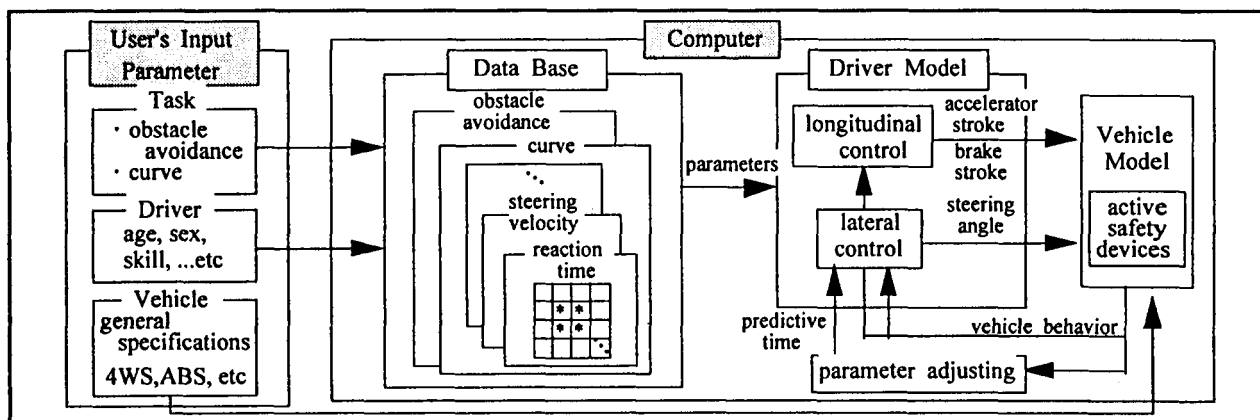 User's Input
Parameter
Task
· obstacle
avoidance
· curve
Driver
age, sex,
skill, ...etc
Vehicle
general
specifications
4WS,ABS, etc
Computer
Data Base
obstacle
avoidance
curve
steering
velocity
reaction
time
* *
* *
parameters
Driver Model
longitudinal
control
lateral
control
accelerator
stroke
brake
stroke
steering
angle
Vehicle
Model
active
safety
devices
predictive
time
vehicle behavior
parameter adjusting